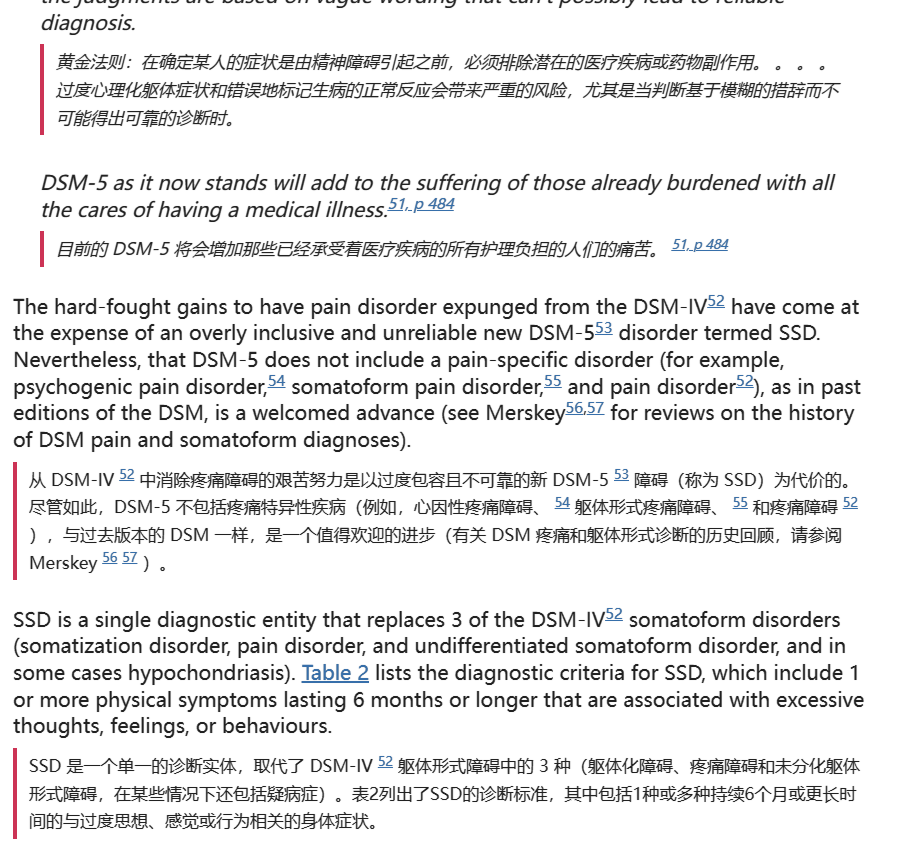 the judgments are based on vague wording that can't possibly lead to reliable
diagnosis.
黄金法则：在确定某人的症状是由精神障碍引起之前，必须排除潜在的医疗疾病或药物副作用。 。 。 。
过度心理化躯体症状和错误地标记生病的正常反应会带来严重的风险，尤其是当判断基于模糊的措辞而不
可能得出可靠的诊断时。
DSM-5 as it now stands will add to the suffering of those already burdened with all
the cares of having a medical illness.51, p 484
目前的 DSM-5 将会增加那些已经承受着医疗疾病的所有护理负担的人们的痛苦。 51, p 484
The hard-fought gains to have pain disorder expunged from the DSM-IV52 have come at
the expense of an overly inclusive and unreliable new DSM-553 disorder termed SSD.
Nevertheless, that DSM-5 does not include a pain-specific disorder (for example,
psychogenic pain disorder,54 somatoform pain disorder,55 and pain disorder52), as in past
editions of the DSM, is a welcomed advance (see Merskey56,57 for reviews on the history
of DSM pain and somatoform diagnoses).
从 DSM-IV 52 中消除疼痛障碍的艰苦努力是以过度包容且不可靠的新 DSM-5 53 障碍（称为 SSD）为代价的。
尽管如此，DSM-5 不包括疼痛特异性疾病（例如，心因性疼痛障碍、 54 躯体形式疼痛障碍、 55 和疼痛障碍 52
），与过去版本的 DSM 一样，是一个值得欢迎的进步（有关 DSM 疼痛和躯体形式诊断的历史回顾，请参阅
Merskey 56 57 ）。
SSD is a single diagnostic entity that replaces 3 of the DSM-IV52 somatoform disorders
(somatization disorder, pain disorder, and undifferentiated somatoform disorder, and in
some cases hypochondriasis). Table 2 lists the diagnostic criteria for SSD, which include 1
or more physical symptoms lasting 6 months or longer that are associated with excessive
thoughts, feelings, or behaviours.
SSD 是一个单一的诊断实体，取代了 DSM-IV 52 躯体形式障碍中的 3 种（躯体化障碍、疼痛障碍和未分化躯体
形式障碍，在某些情况下还包括疑病症）。表2列出了SSD的诊断标准，其中包括1种或多种持续6个月或更长时
间的与过度思想、感觉或行为相关的身体症状。